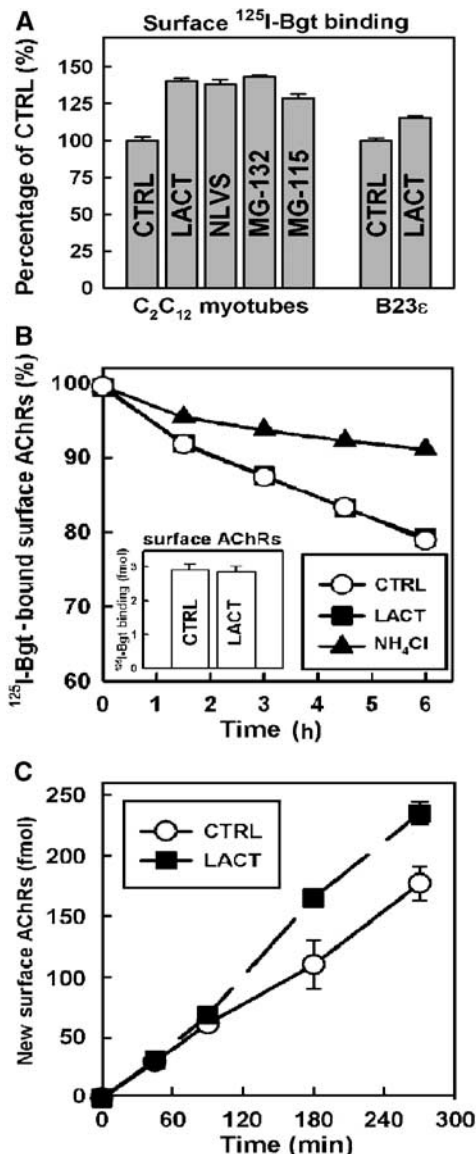 A
Surface ¹²⁵I-Bgt binding
Percentage of CTRL (%)
150
125
100
75
50
25
0
CTRL
LACT
NLVS
MG-132
MG-115
CTRL
LACT
C₂C₁₂ myotubes
B23ε
B
¹²⁵I-Bgt-bound surface AChRs (%)
100
90
80
70
60
surface AChRs
¹²⁵I-Bgt binding (fmol)
3
2
1
0
CTRL
LACT
CTRL
LACT
NH₄Cl
0 1 2 3 4 5 6
Time (h)
C
New surface AChRs (fmol)
250
200
150
100
50
0
CTRL
LACT
0 60 120 180 240 300
Time (min)